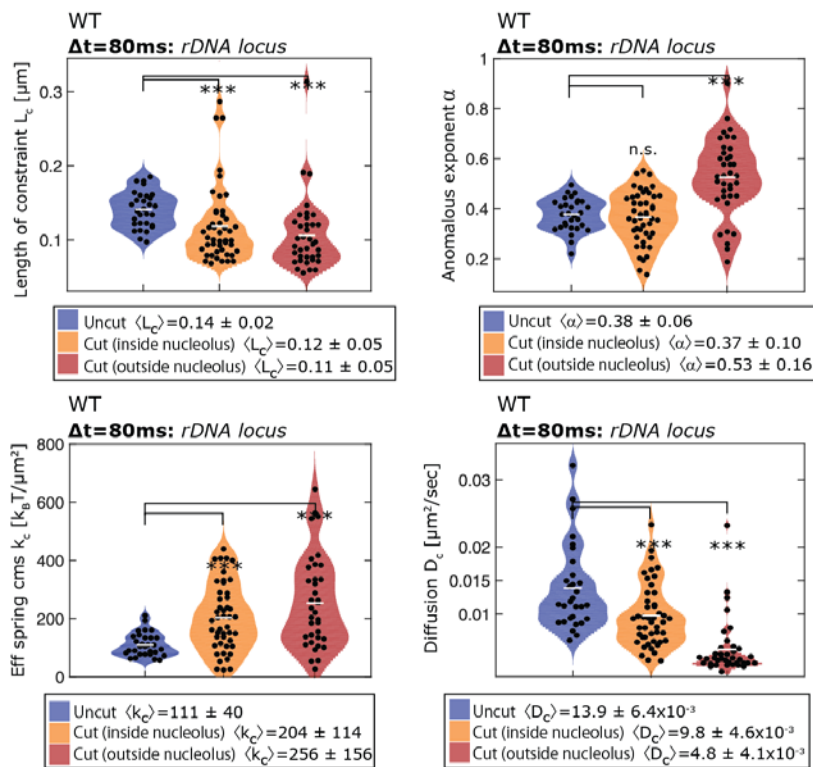 WT
Δt=80ms: rDNA locus
Length of constraint L_c [μm]
0.3
0.2
0.1
***
***
Uncut ⟨L_c⟩=0.14 ± 0.02
Cut (inside nucleolus) ⟨L_c⟩=0.12 ± 0.05
Cut (outside nucleolus) ⟨L_c⟩=0.11 ± 0.05
WT
Δt=80ms: rDNA locus
Anomalous exponent α
1
0.8
0.6
0.4
0.2
n.s.
***
Uncut ⟨α⟩=0.38 ± 0.06
Cut (inside nucleolus) ⟨α⟩=0.37 ± 0.10
Cut (outside nucleolus) ⟨α⟩=0.53 ± 0.16
WT
Δt=80ms: rDNA locus
Eff spring cms k_c [k_BT/μm²]
800
600
400
200
0
***
***
Uncut ⟨k_c⟩=111 ± 40
Cut (inside nucleolus) ⟨k_c⟩=204 ± 114
Cut (outside nucleolus) ⟨k_c⟩=256 ± 156
WT
Δt=80ms: rDNA locus
Diffusion D_c [μm²/sec]
0.03
0.02
0.015
0.01
***
***
Uncut ⟨D_c⟩=13.9 ± 6.4x10⁻³
Cut (inside nucleolus) ⟨D_c⟩=9.8 ± 4.6x10⁻³
Cut (outside nucleolus) ⟨D_c⟩=4.8 ± 4.1x10⁻³